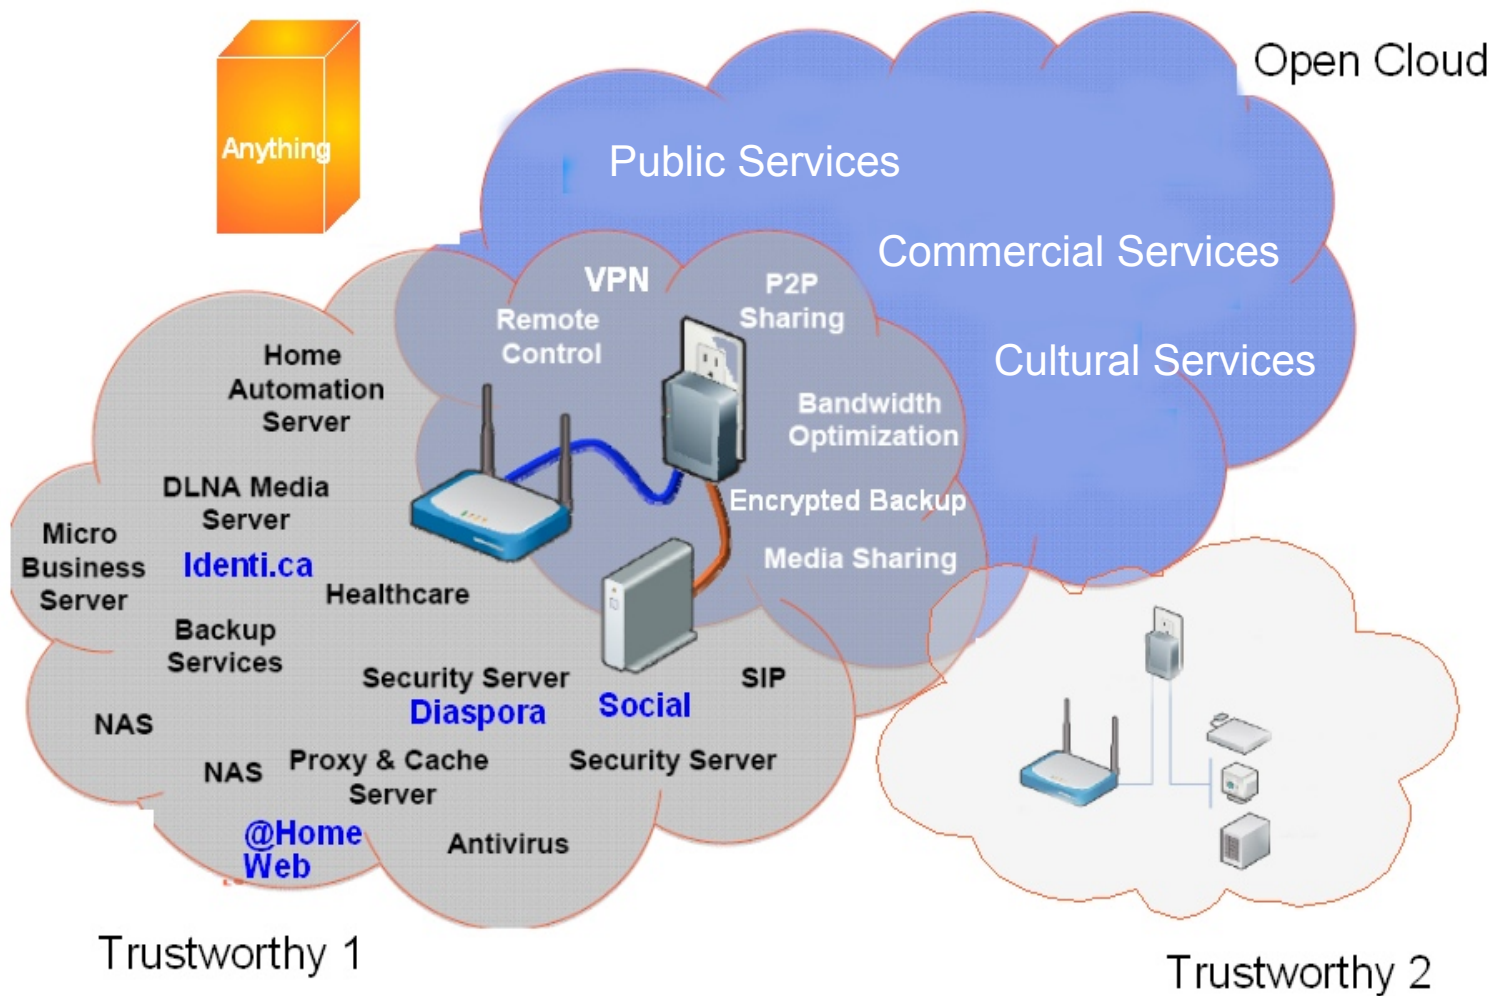 Open Cloud
Anything
Public Services
Commercial Services
VPN
P2P
Sharing
Remote
Control
Cultural Services
Home
Automation
Server
Bandwidth
Optimization
DLNA Media
Server
Encrypted Backup
Micro
Business
Server
Identi.ca
Media Sharing
Healthcare
Backup
Services
Security Server
Diaspora
Social
SIP
NAS
NAS
Proxy & Cache
Server
Security Server
@Home
Web
Antivirus
Trustworthy 1
Trustworthy 2